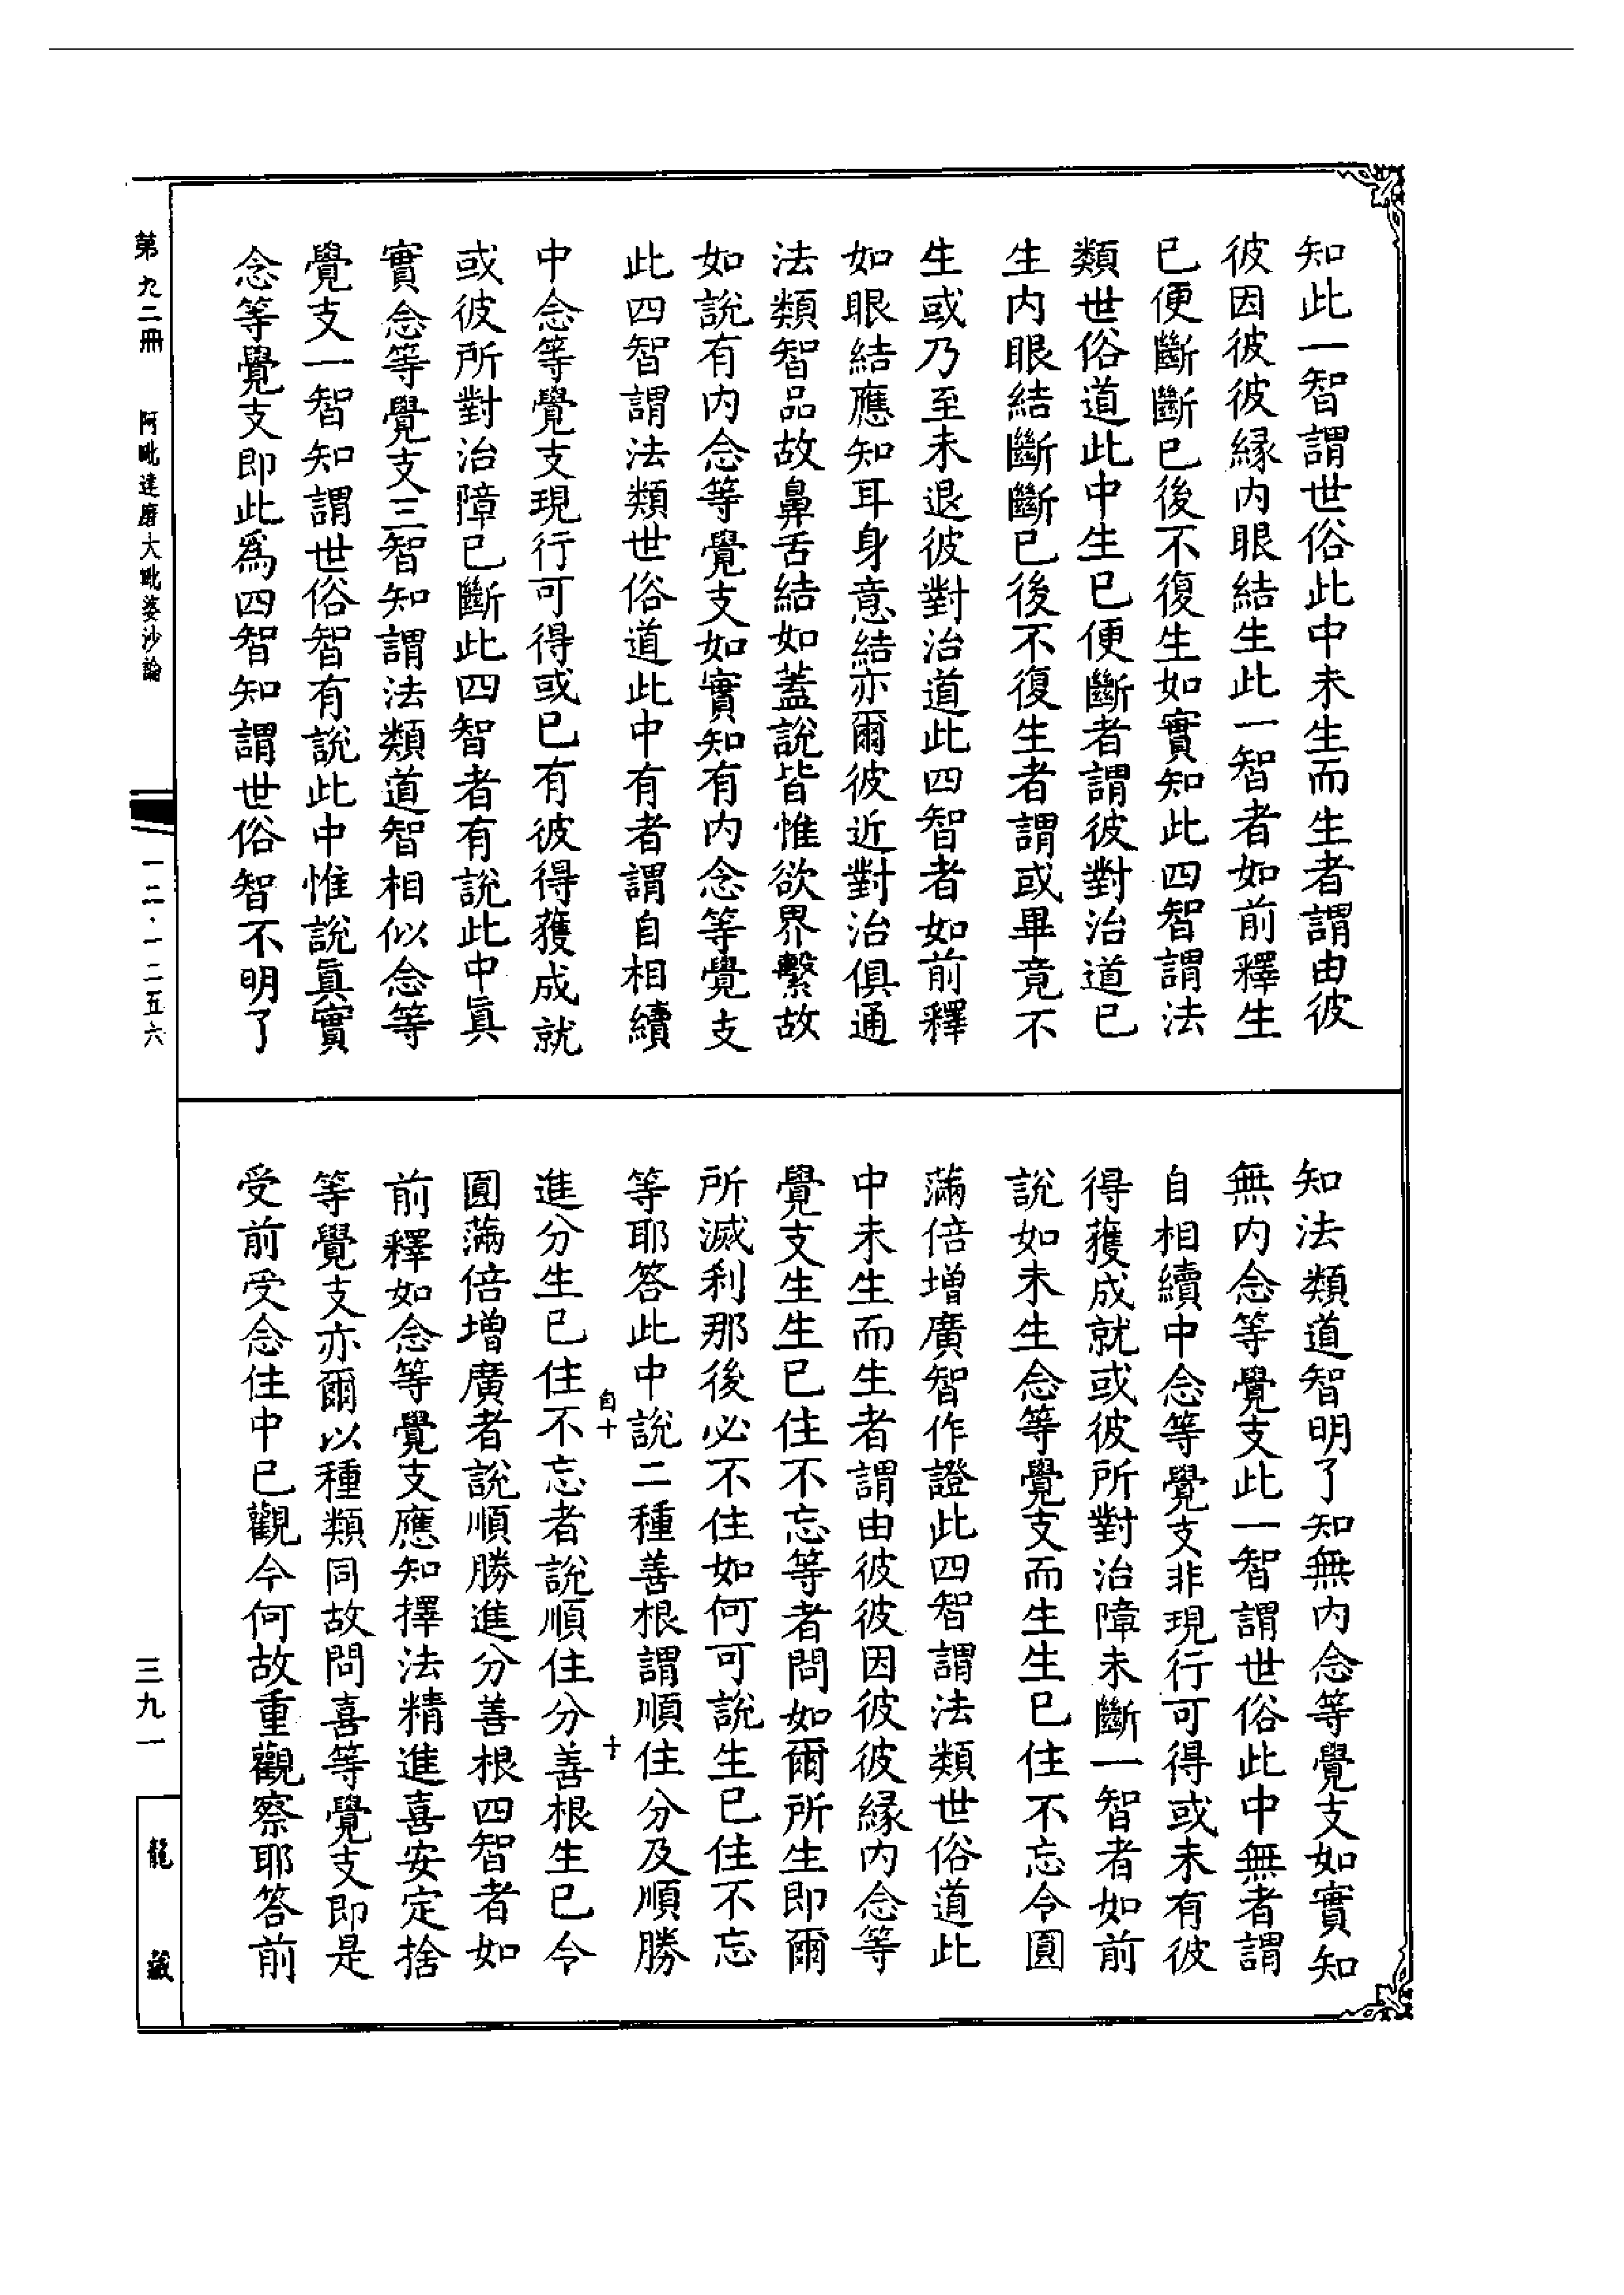 知此一智謂世俗此中未生而生者謂由彼
彼因彼彼緣内眼結生此一智者如前釋生
已便斷斷已後不復生如實知此四智謂法
類世俗道此中生已便斷者謂彼對治道已
生内眼結斷斷已後不復生者謂或畢竟不
生或乃至未退彼對治道此四智者如前釋
如眼結應知耳身意結亦爾彼近對治俱通
法類智品故鼻舌結如蓋說皆惟欲界繫故
如說有内念等覺支如實知有内念等覺支
此四智謂法類世俗道此中有者謂自相續
中念等覺支現行可得或已有彼得獲成就
或彼所對治障已斷此四智者有說此中眞
實念等覺支三智知謂法類道智相似念等
覺支一智知謂世俗智有說此中惟說眞實
念等覺支即此爲四智知謂世俗智不明了
知法類道智明了知無内念等覺支如實知
無内念等覺支此一智謂世俗此中無者謂
自相續中念等覺支非現行可得或未有彼
得獲成就或彼所對治障未斷一智者如前
說如未生念等覺支而生生已住不忘令圓
滿倍增廣智作證此四智謂法類世俗道此
中未生而生者謂由彼彼因彼彼緣内念等
覺支生生已住不忘等者問如爾所生即爾
所滅刹那後必不住如何可說生已住不忘
等耶答此中說二種善根謂順住分及順勝
進分生已住不忘者說順住分善根生已令
圓滿倍增廣者說順勝進分善根四智者如
前釋如念等覺支應知擇法精進喜安定捨
等覺支亦爾以種類同故問喜等覺支即是
受前受念住中已觀今何故重觀察耶答前
自十
十
第九二冊 阿毗達磨大毗婆沙論
一二·一二五六
三九一
龍藏